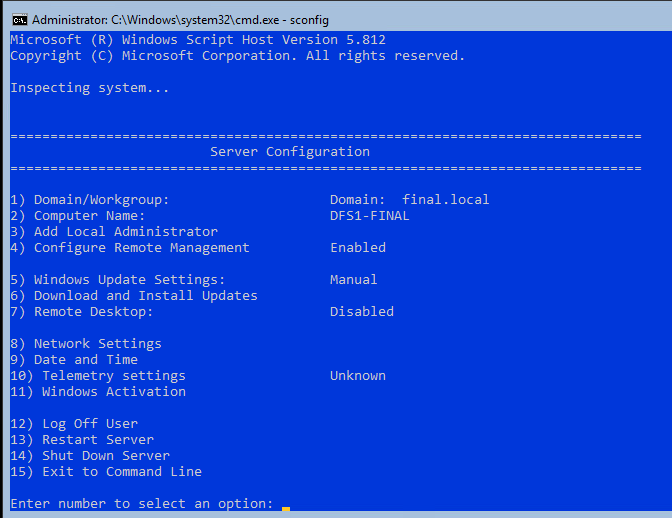 Administrator: C:\Windows\system32\cmd.exe - sconfig
Microsoft (R) Windows Script Host Version 5.812
Copyright (C) Microsoft Corporation. All rights reserved.
Inspecting system...
===============================================================================
Server Configuration
===============================================================================
1) Domain/Workgroup: Domain: final.local
2) Computer Name: DFS1-FINAL
3) Add Local Administrator
4) Configure Remote Management Enabled
5) Windows Update Settings: Manual
6) Download and Install Updates
7) Remote Desktop: Disabled
8) Network Settings
9) Date and Time
10) Telemetry settings Unknown
11) Windows Activation
12) Log Off User
13) Restart Server
14) Shut Down Server
15) Exit to Command Line
Enter number to select an option: